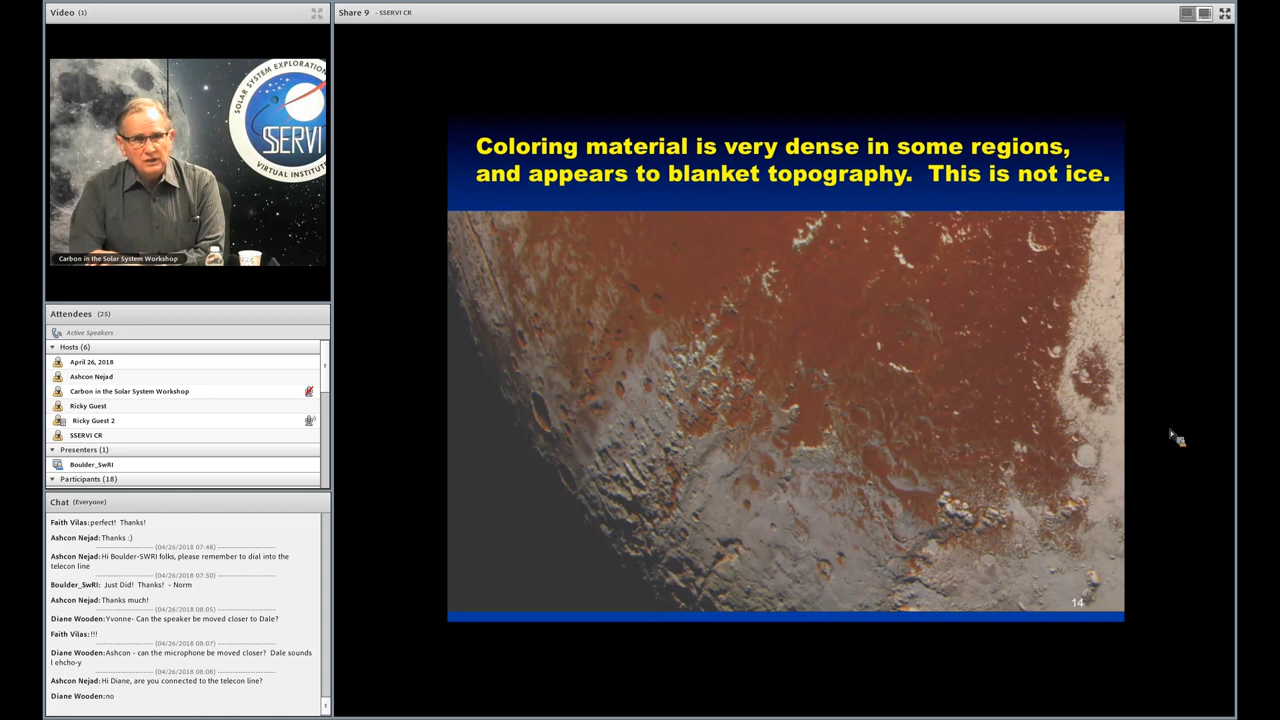 Video (1)
SOLAR SYSTEM EXPLORATION
SSERVI
VIRTUAL INSTITU
Carbon in the Solar System Workshop
Attendees (25)
Active Speakers
Hosts (6)
April 26, 2018
Ashcon Nejad
Carbon in the Solar System Workshop
Ricky Guest
Ricky Guest 2
SSERVI CR
Presenters (1)
Boulder_SwRI
Participants (18)
Chat (Everyone)
Faith Vilas: perfect! Thanks!
Ashcon Nejad: Thanks :)
------------------ (04/26/2018 07:48) ------------------
Ashcon Nejad: Hi Boulder-SWRI folks, please remember to dial into the
telecon line
------------------ (04/26/2018 07:50) ------------------
Boulder_SwRI: Just Did! Thanks! - Norm
Ashcon Nejad: Thanks much!
------------------ (04/26/2018 08:05) ------------------
Diane Wooden: Yvonne- Can the speaker be moved closer to Dale?
Faith Vilas: !!!
------------------ (04/26/2018 08:07) ------------------
Diane Wooden: Ashcon - can the microphone be moved closer? Dale sounds
l ehcho-y
------------------ (04/26/2018 08:08) ------------------
Ashcon Nejad: Hi Diane, are you connected to the telecon line?
Diane Wooden: no
Share 9 - SSERVI CR
Coloring material is very dense in some regions,
and appears to blanket topography. This is not ice.
14